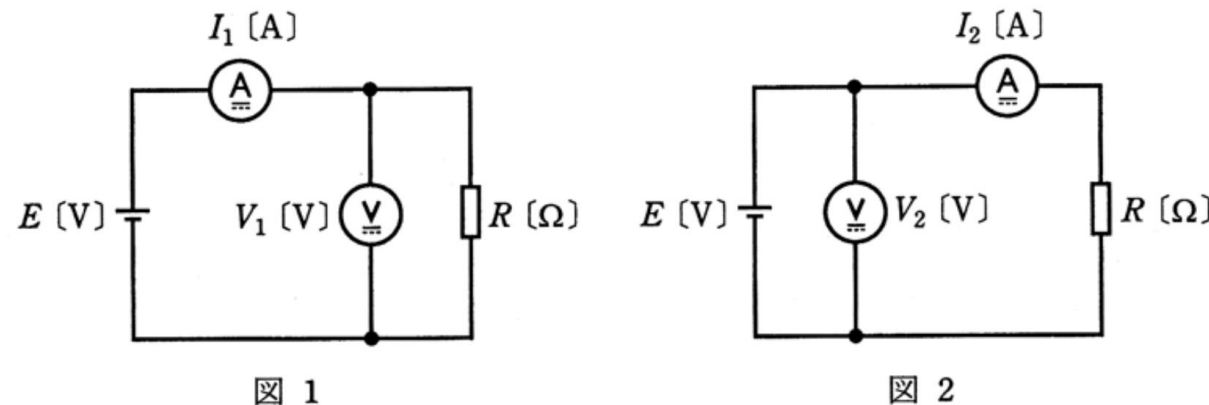 I₁〔A〕
A
E〔V〕
V₁〔V〕
V
R〔Ω〕
図 1
I₂〔A〕
A
E〔V〕
V
V₂〔V〕
R〔Ω〕
図 2